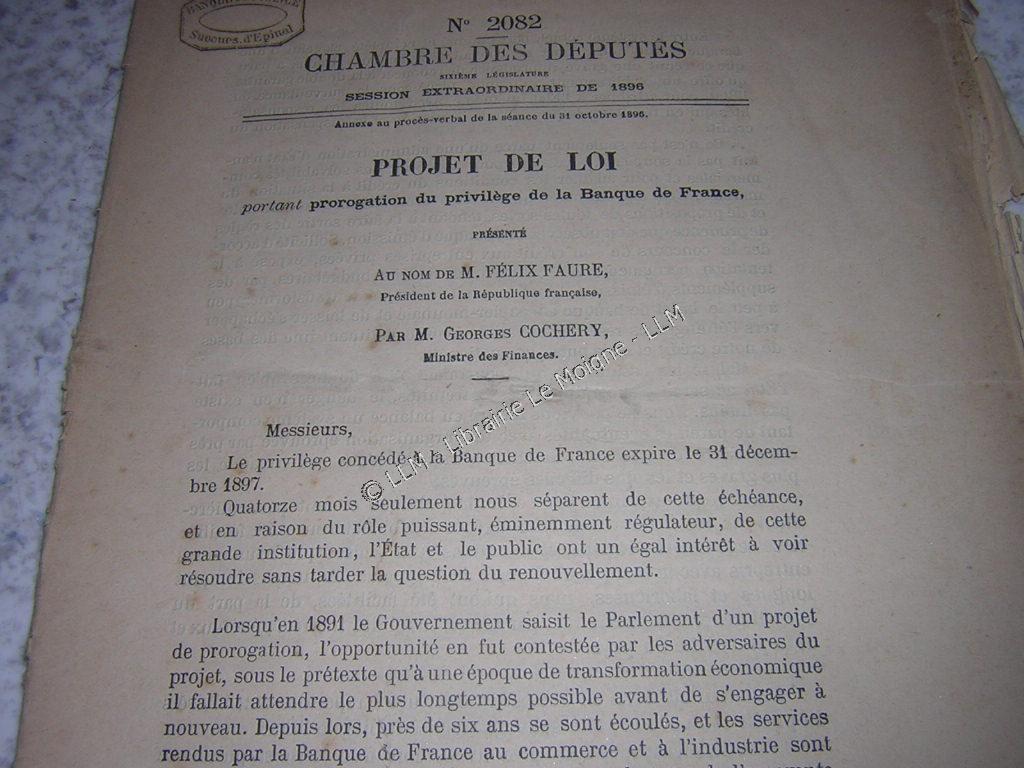 Succurs. d'Epinal
N° 2082
CHAMBRE DES DÉPUTÉS
SIXIÈME LÉGISLATURE
SESSION EXTRAORDINAIRE DE 1896
Annexe au procès-verbal de la séance du 31 octobre 1896.
PROJET DE LOI
portant prorogation du privilège de la Banque de France,
PRÉSENTÉ
AU NOM DE M. FÉLIX FAURE,
Président de la République française,
PAR M. GEORGES COCHERY,
Ministre des Finances.
© LLM - Librairie Le Moigne - LLM
Messieurs,
Le privilège concédé à la Banque de France expire le 31 décem-
bre 1897.
Quatorze mois seulement nous séparent de cette échéance,
et en raison du rôle puissant, éminemment régulateur, de cette
grande institution, l'État et le public ont un égal intérêt à voir
résoudre sans tarder la question du renouvellement.
Lorsqu'en 1891 le Gouvernement saisit le Parlement d'un projet
de prorogation, l'opportunité en fut contestée par les adversaires du
projet, sous le prétexte qu'à une époque de transformation économique
il fallait attendre le plus longtemps possible avant de s'engager à
nouveau. Depuis lors, près de six ans se sont écoulés, et les services
rendus par la Banque de France au commerce et à l'industrie sont